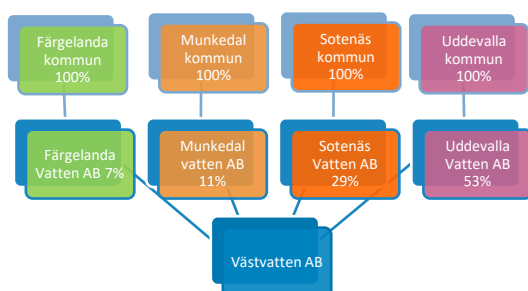 Färgelanda
kommun
100%
Munkedal
kommun
100%
Sotenäs
kommun
100%
Uddevalla
kommun
100%
Färgelanda
Vatten AB 7%
Munkedal
vatten AB
11%
Sotenäs
Vatten AB
29%
Uddevalla
Vatten AB
53%
Västvatten AB